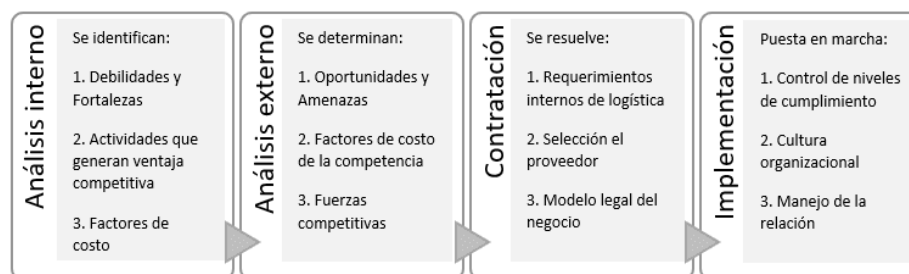 Análisis interno
Se identifican:
1. Debilidades y
Fortalezas
2. Actividades que
generan ventaja
competitiva
3. Factores de
costo
Análisis externo
Se determinan:
1. Oportunidades y
Amenazas
2. Factores de costo
de la competencia
3. Fuerzas
competitivas
Contratación
Se resuelve:
1. Requerimientos
internos de logística
2. Selección el
proveedor
3. Modelo legal del
negocio
Implementación
Puesta en marcha:
1. Control de niveles
de cumplimiento
2. Cultura
organizacional
3. Manejo de la
relación